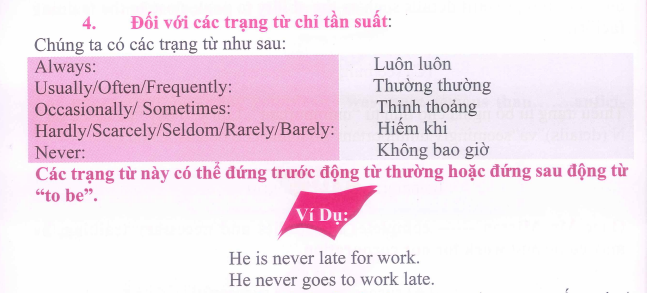 4. Đối với các trạng từ chỉ tần suất:
Chúng ta có các trạng từ như sau:
Always: Luôn luôn
Usually/Often/Frequently: Thường thường
Occasionally/ Sometimes: Thỉnh thoảng
Hardly/Scarcely/Seldom/Rarely/Barely: Hiếm khi
Never: Không bao giờ
Các trạng từ này có thể đứng trước động từ thường hoặc đứng sau động từ
“to be”.
Ví Dụ:
He is never late for work.
He never goes to work late.